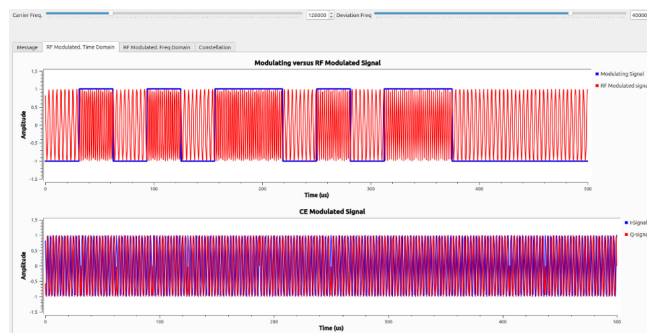 Carrier Freq. 128000 Deviation Freq 40000
Message RF Modulated. Time Domain RF Modulated. Freq.Domain Constellation
Modulating versus RF Modulated Signal
Modulating Signal
RF Modulated signal
Amplitude
1.5
1
0.5
0
-0.5
-1
-1.5
0 100 200 300 400 500
Time (us)
CE Modulated Signal
I-Signal
Q-signal
Amplitude
1.5
1
0.5
0
-0.5
-1
-1.5
0 100 200 300 400 500
Time (us)